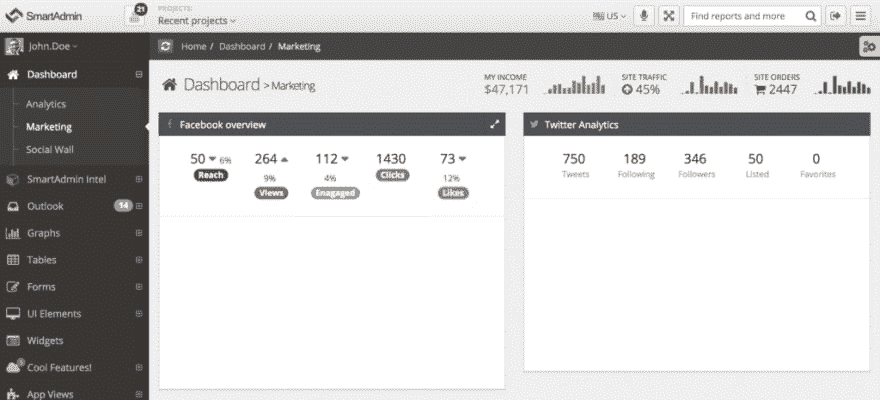 SmartAdmin
21
PROJECTS:
Recent projects
US
Find reports and more
John.Doe
Home / Dashboard / Marketing
Dashboard
Analytics
Marketing
Social Wall
SmartAdmin Intel
Outlook
14
Graphs
Tables
Forms
UI Elements
Widgets
Cool Features!
App Views
Dashboard > Marketing
MY INCOME
$47,171
SITE TRAFFIC
45%
SITE ORDERS
2447
Facebook overview
50 6% 264 112 1430 73
Reach 9% 4% Clicks 12%
Views Enagaged Likes
Twitter Analytics
750 189 346 50 0
Tweets Following Followers Listed Favorites